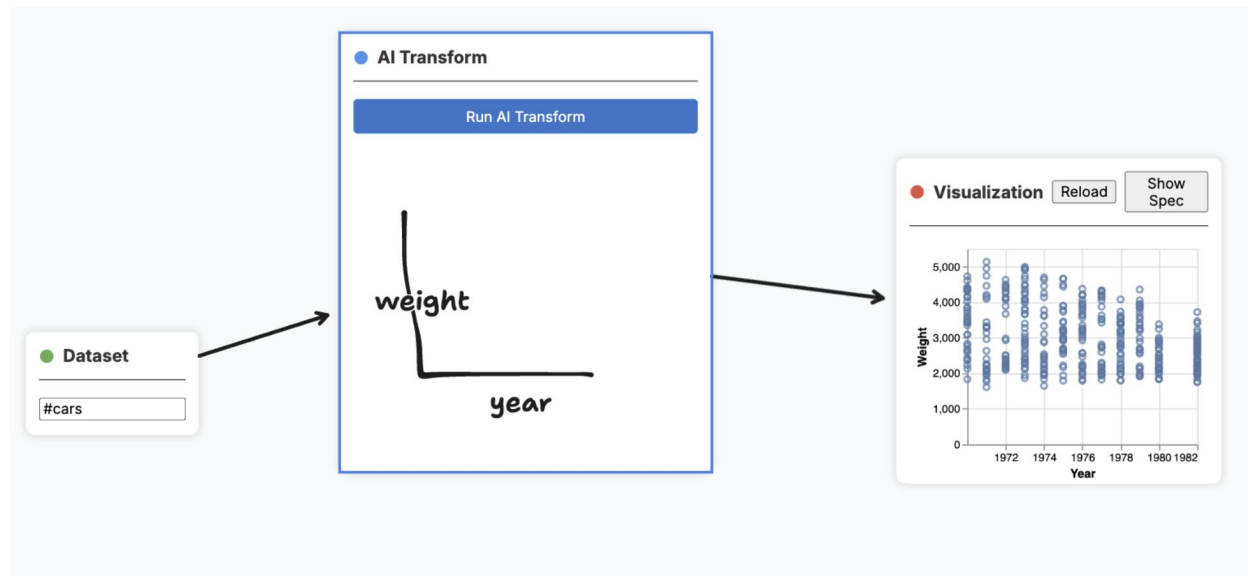 Dataset
#cars
AI Transform
Run AI Transform
weight
year
Visualization
Reload
Show
Spec
5,000
4,000
3,000
2,000
1,000
0
Weight
1972 1974 1976 1978 1980 1982
Year